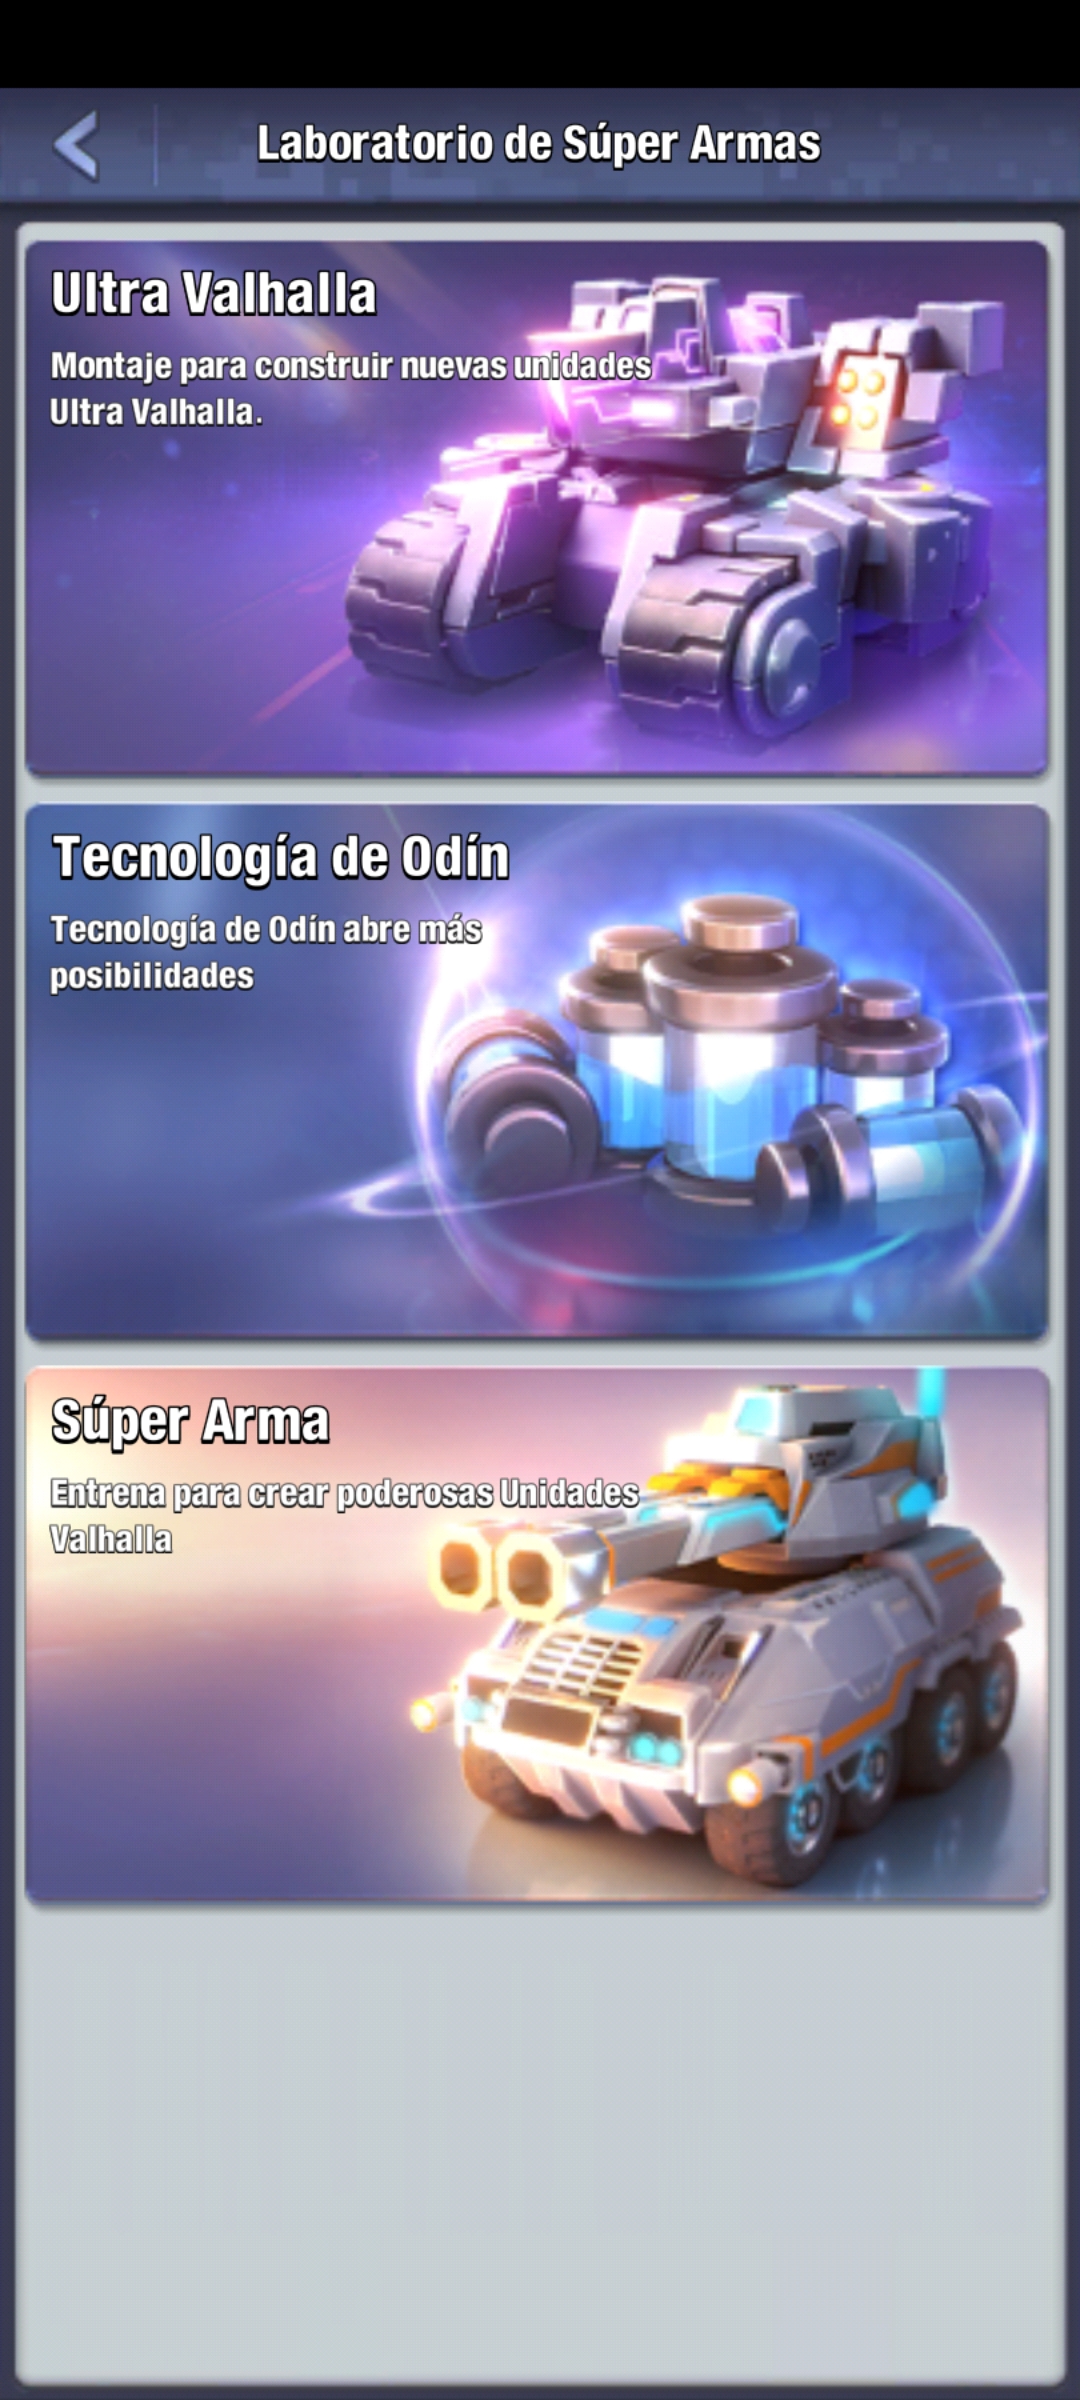 Laboratorio de Súper Armas
Ultra Valhalla
Montaje para construir nuevas unidades
Ultra Valhalla.
Tecnología de Odín
Tecnología de Odín abre más
posibilidades
Súper Arma
Entrena para crear poderosas Unidades
Valhalla